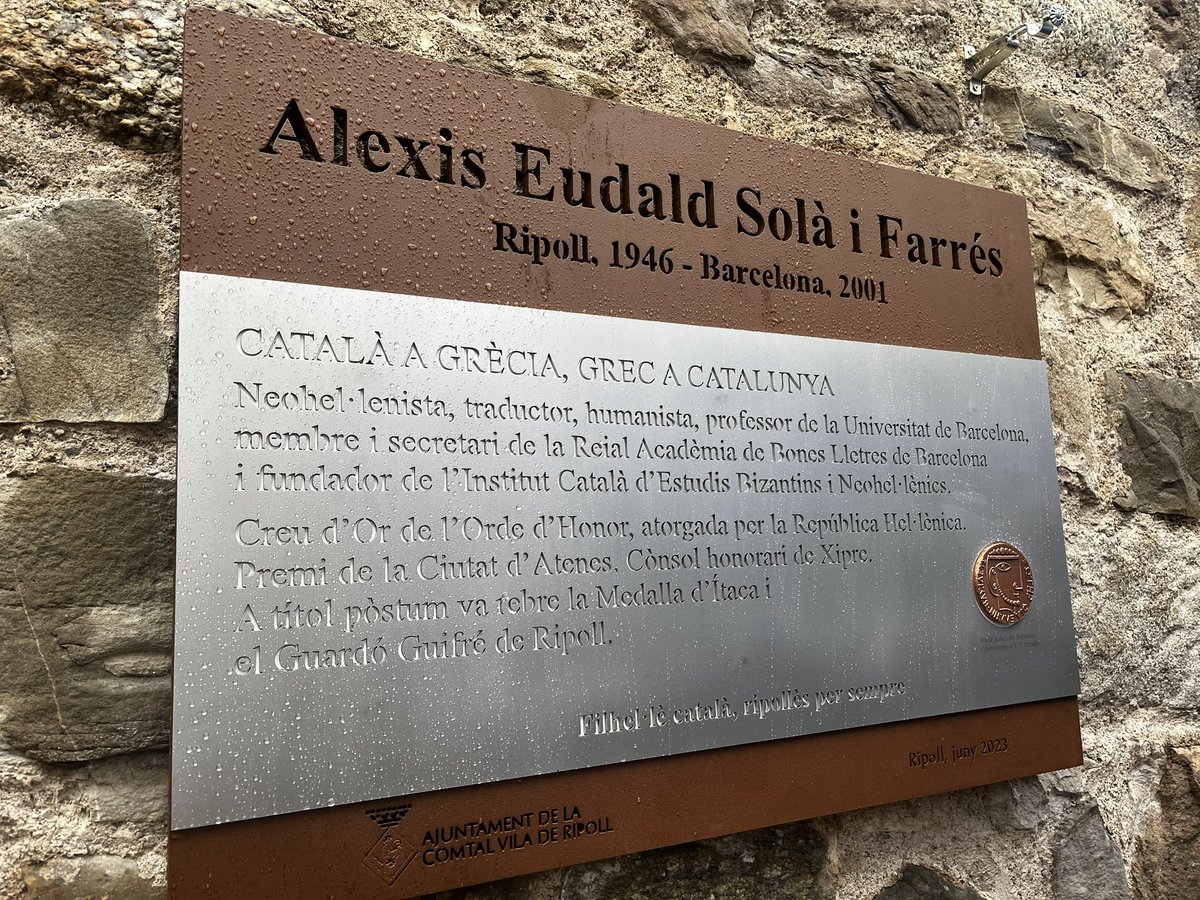 Alexis Eudald Solà i Farrés
Ripoll, 1946 - Barcelona, 2001
CATALÀ A GRÈCIA, GREC A CATALUNYA
Neohel·lenista, traductor, humanista, professor de la Universitat de Barcelona,
membre i secretari de la Reial Acadèmia de Bones Lletres de Barcelona
i fundador de l'Institut Català d'Estudis Bizantins i Neohel·lènics.
Creu d'Or de l'Orde d'Honor, atorgada per la República Hel·lènica.
Premi de la Ciutat d'Atenes. Cònsol honorari de Xipre.
A títol pòstum va rebre la Medalla d'Ítaca i
el Guardó Guifré de Ripoll.
Filhel·lè català, ripollès per sempre
Ripoll, juny 2023
AJUNTAMENT DE LA
COMTAL VILA DE RIPOLL